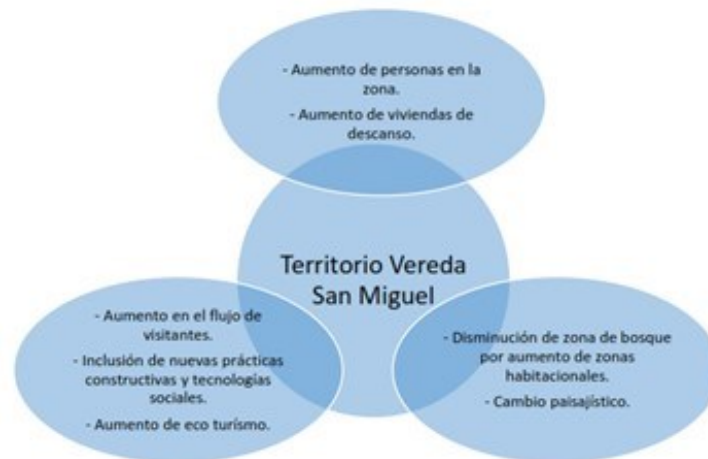 - Aumento de personas en la
zona.
- Aumento de viviendas de
descanso.
Territorio Vereda
San Miguel
- Aumento en el flujo de
visitantes.
- Inclusión de nuevas prácticas
constructivas y tecnologías
sociales.
- Aumento de eco turísmo.
- Disminución de zona de bosque
por aumento de zonas
habitacionales.
- Cambio paisajístico.